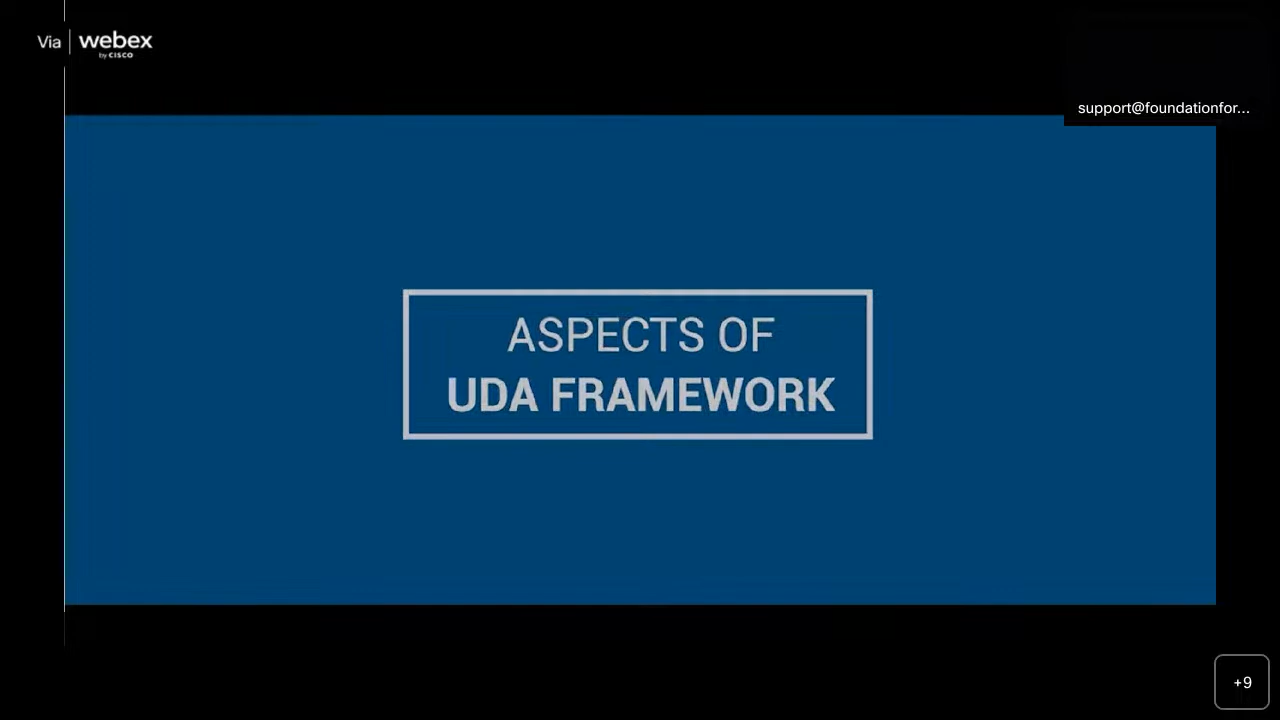 Via webex
by CISCO
support@foundationfor...
ASPECTS OF
UDA FRAMEWORK
+9